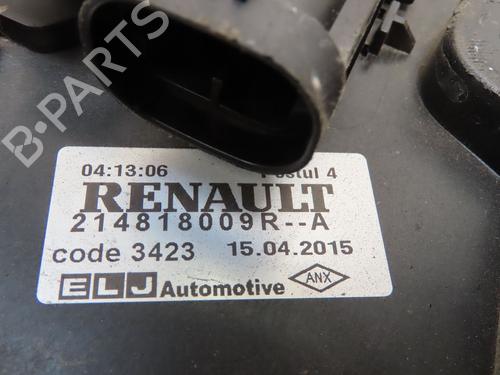 B-PARTS
04:13:06 Postul 4
RENAULT
214818009R--A
code 3423 15.04.2015
ELJ Automotive ANX